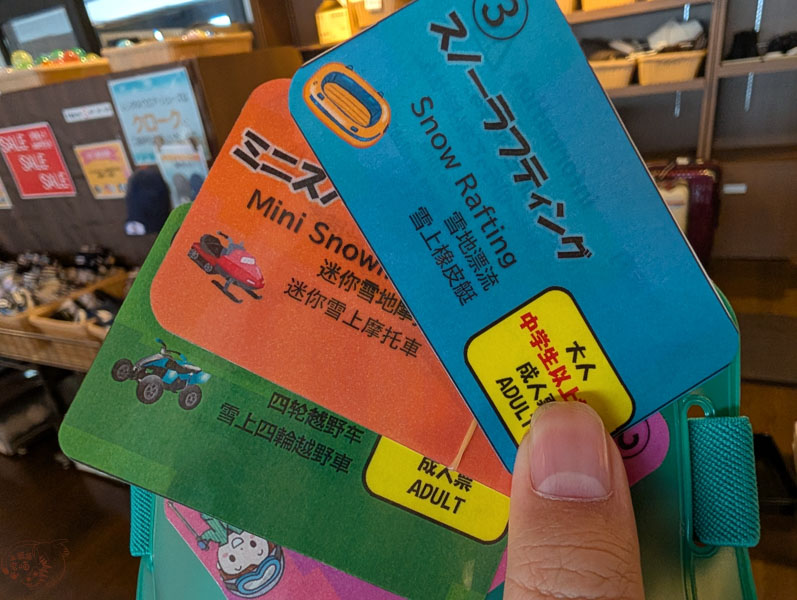 ③
スノーラフティング
Snow Rafting
雪地漂流
雪上橡皮艇
大人
中学生以上
成人票
ADULT
ミニス
Mini Snow
迷你雪地摩
迷你雪上摩托車
四轮越野车
雪上四輪越野車
成人票
ADULT
SALE
SALE
SALE
クローク